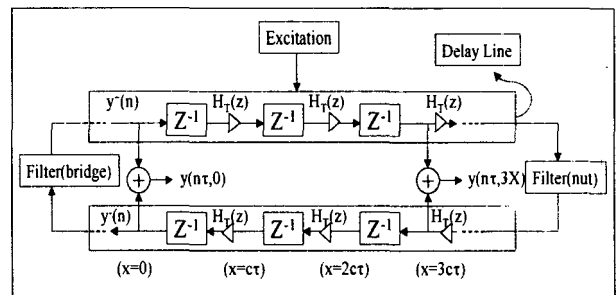 Excitation
Delay Line
y⁻(n) H_T(z) H_T(z) H_T(z)
Z⁻¹ Z⁻¹ Z⁻¹
Filter(bridge) y(nτ,0) y(nτ,3X) Filter(nut)
y⁻(n) H_T(z) H_T(z) H_T(z)
Z⁻¹ Z⁻¹ Z⁻¹
(x=0) (x=cτ) (x=2cτ) (x=3cτ)